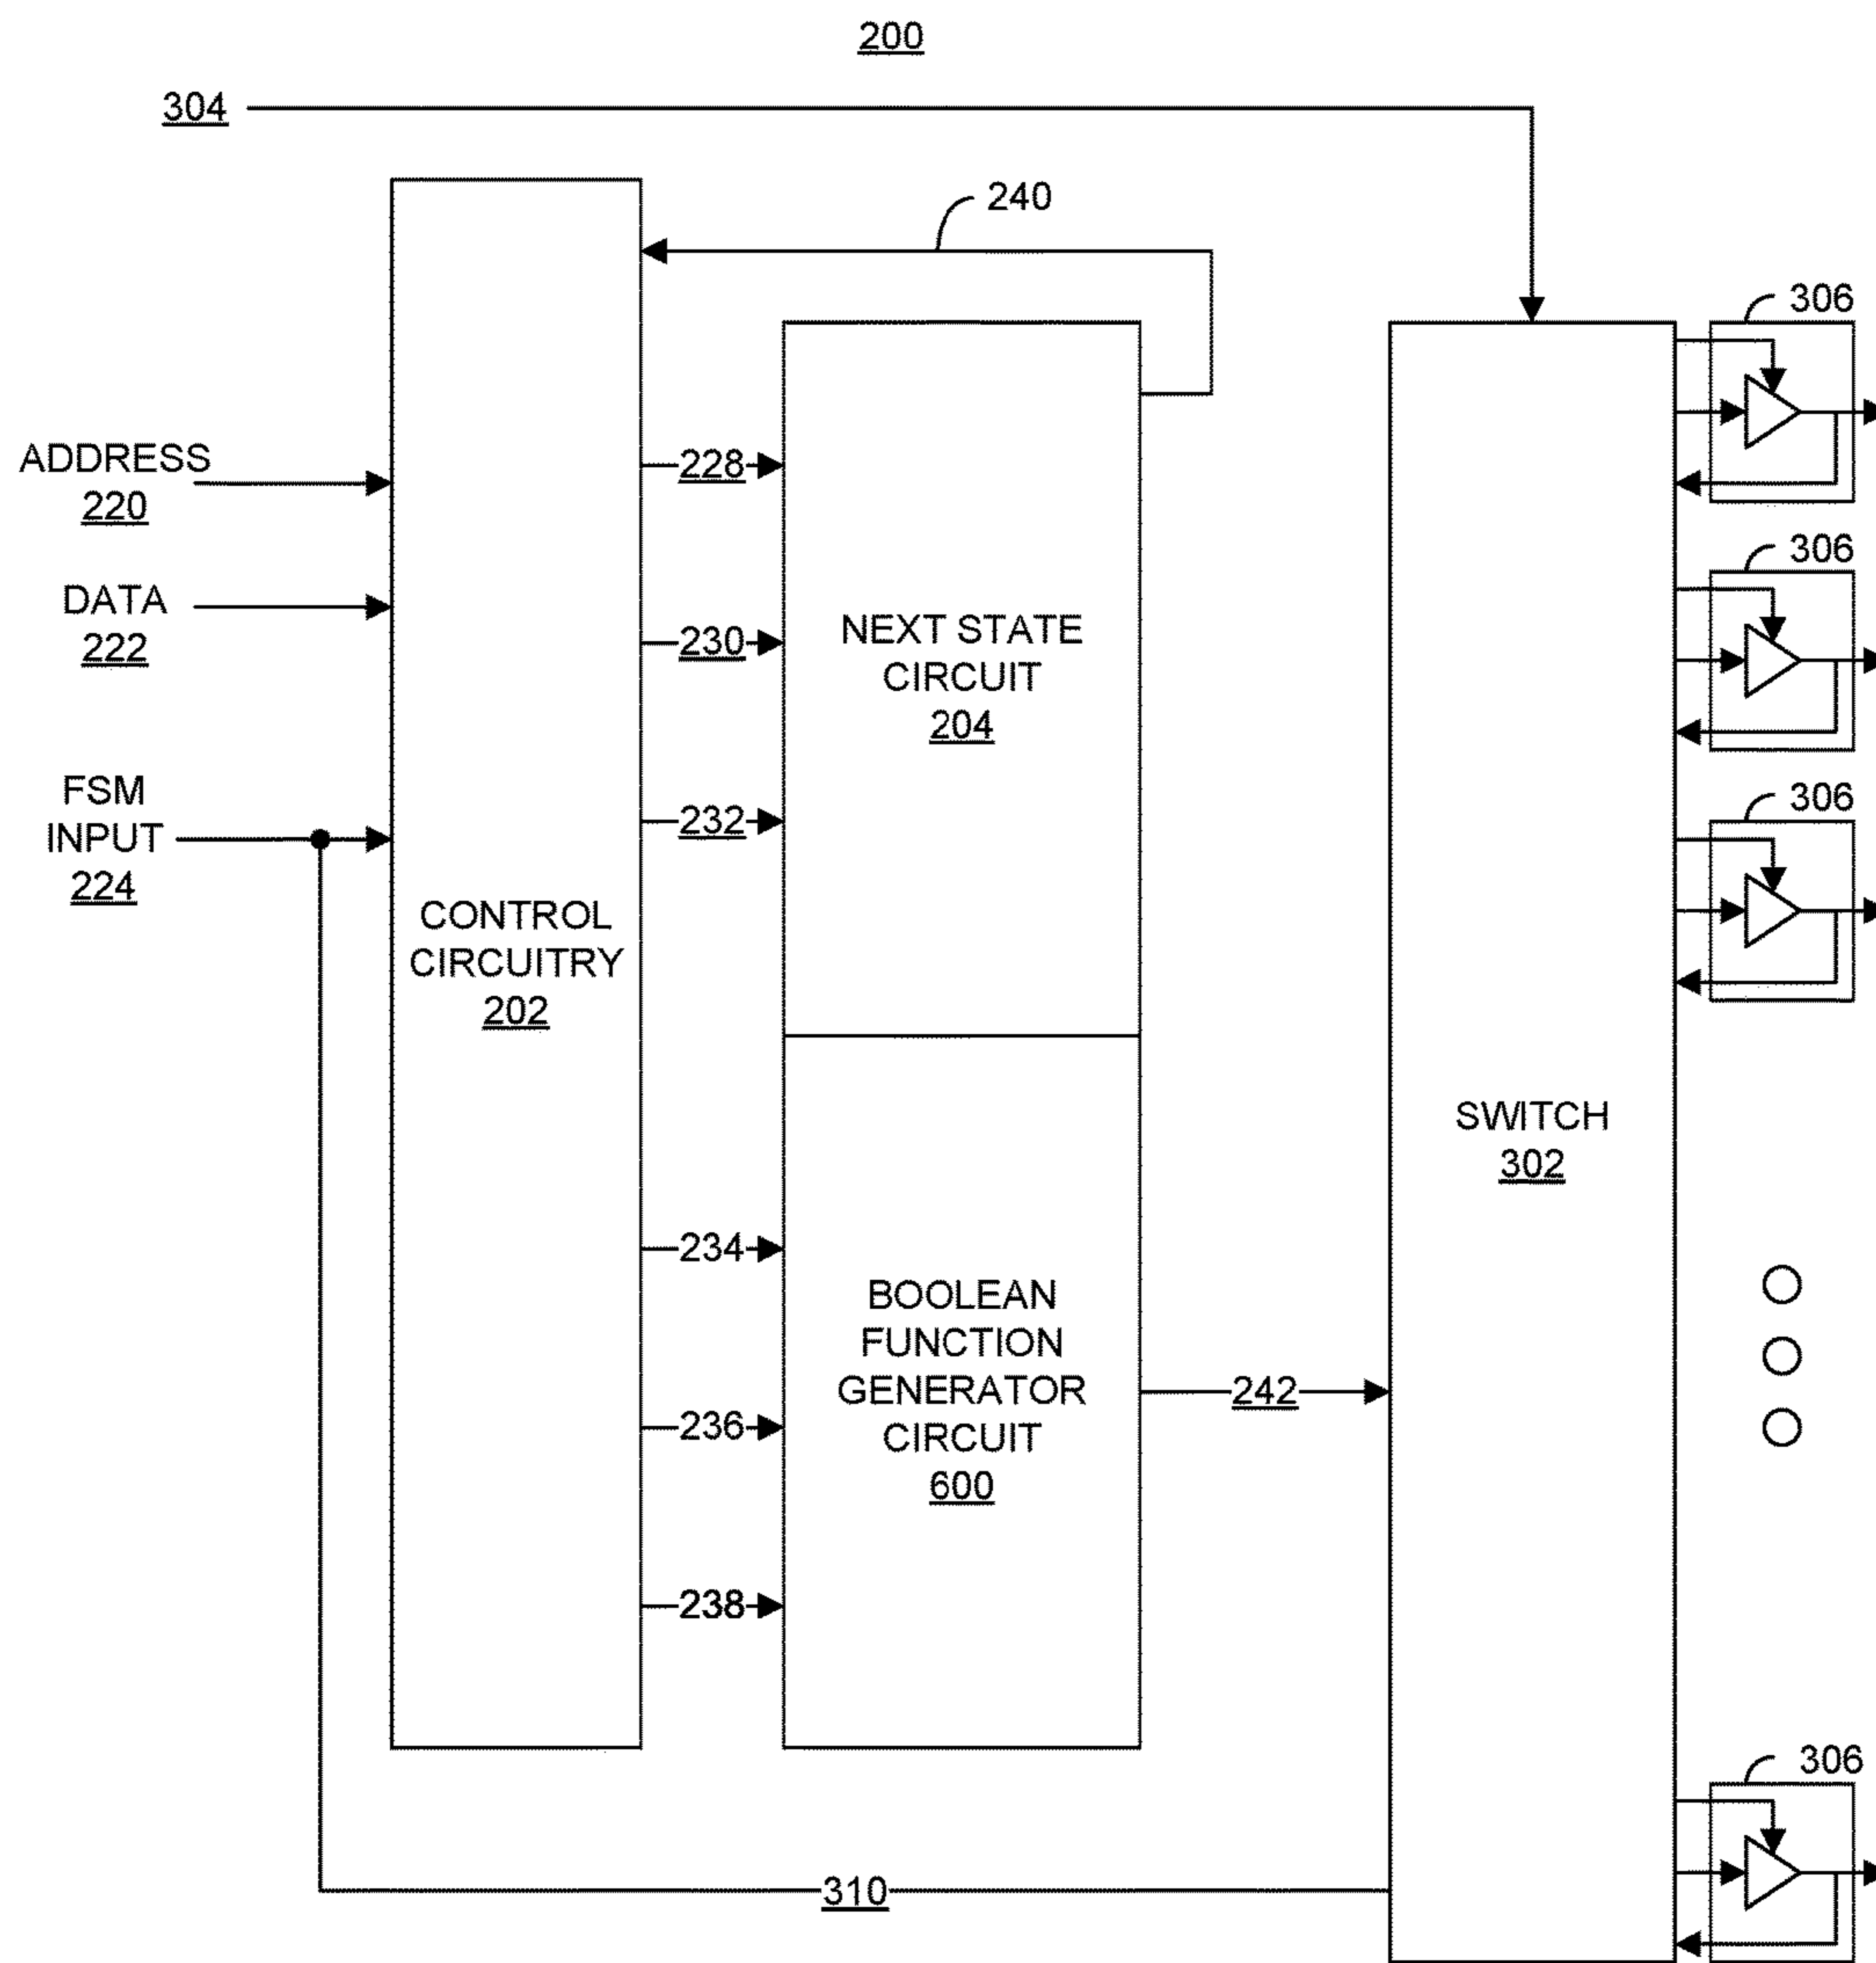 200
304
240
306
ADDRESS
220
228
306
DATA
222
230
NEXT STATE
CIRCUIT
204
306
FSM
INPUT
224
232
CONTROL
CIRCUITRY
202
SWITCH
302
234
BOOLEAN
FUNCTION
GENERATOR
CIRCUIT
600
236
242
238
306
310